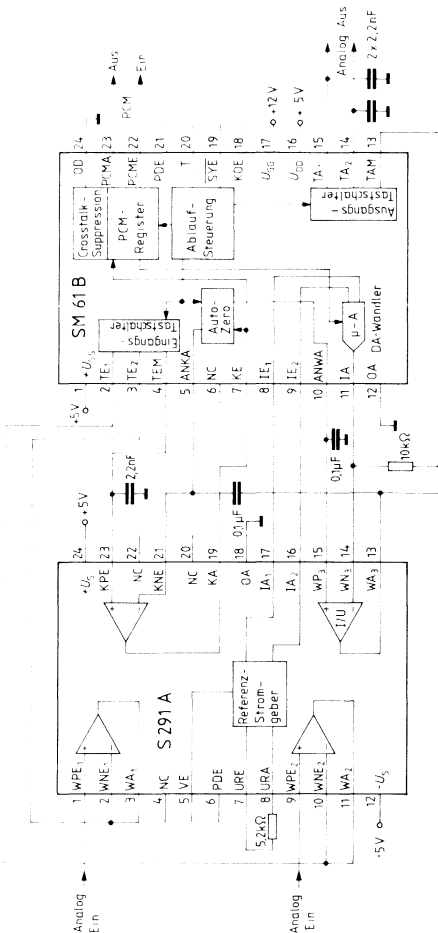 SM 61 B
Crosstalk-
Suppression
PCM-
Register
Ablauf-
Steuerung
Eingangs-
Tastschalter
Auto-
Zero
Ausgangs-
Tastschalter
µ-A
DA-Wandler
1 +U_SS
2 TE₁
3 TE₂
4 TEM
5 ANKA
6 NC
7 KE
8 IE₁
9 IE₂
10 ANWA
11 IA
12 OA
OD 24
PCMA 23
PCME 22
PDE 21
T 20
SYE 19
KOE 18
U_GG 17
U_DD 16
TA₁ 15
TA₂ 14
TAM 13
Aus
PCM
Ein
+12 V
+ 5V
Analog Aus
2 x 2,2nF
+5V
2,2nF
0,1µF
0,1µF
10kΩ
+5V
S 291 A
Referenz-
Strom-
geber
I/U
+ -
+ -
+ -
+ -
+U_S 24
KPE 23
NC 22
KNE 21
NC 20
KA 19
OA 18
IA₁ 17
IA₂ 16
WP₃ 15
WN₃ 14
WA₃ 13
1 WPE₁
2 WNE₁
3 WA₁
4 NC
5 VE
6 PDE
7 URE
8 URA
9 WPE₂
10 WNE₂
11 WA₂
12 -U_S
5,2kΩ
-5V
Analog
Ein
Analog
Ein